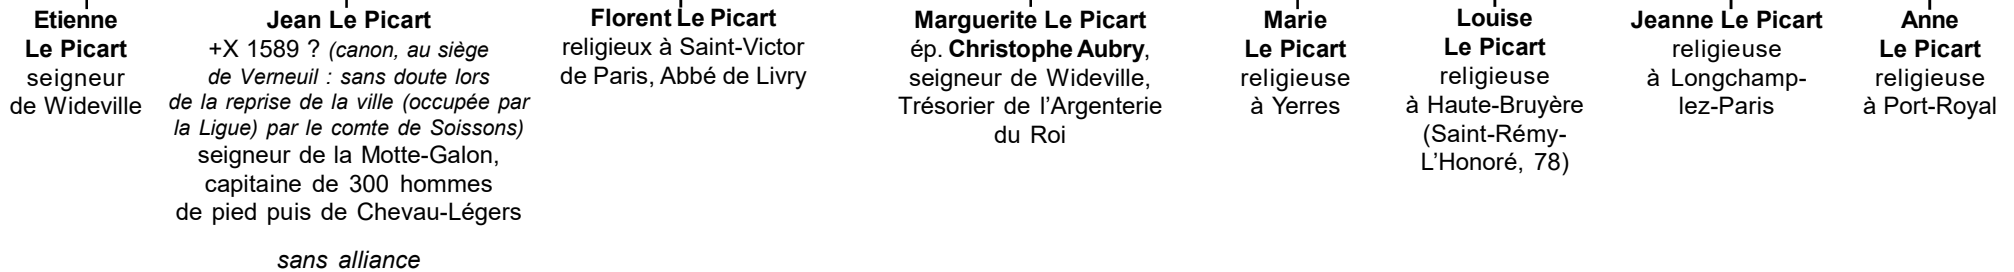 Etienne
Le Picart
seigneur
de Wideville
Jean Le Picart
+X 1589 ? (canon, au siège
de Verneuil : sans doute lors
de la reprise de la ville (occupée par
la Ligue) par le comte de Soissons)
seigneur de la Motte-Galon,
capitaine de 300 hommes
de pied puis de Chevau-Légers
sans alliance
Florent Le Picart
religieux à Saint-Victor
de Paris, Abbé de Livry
Marguerite Le Picart
ép. Christophe Aubry,
seigneur de Wideville,
Trésorier de l’Argenterie
du Roi
Marie
Le Picart
religieuse
à Yerres
Louise
Le Picart
religieuse
à Haute-Bruyère
(Saint-Rémy-
L’Honoré, 78)
Jeanne Le Picart
religieuse
à Longchamp-
lez-Paris
Anne
Le Picart
religieuse
à Port-Royal